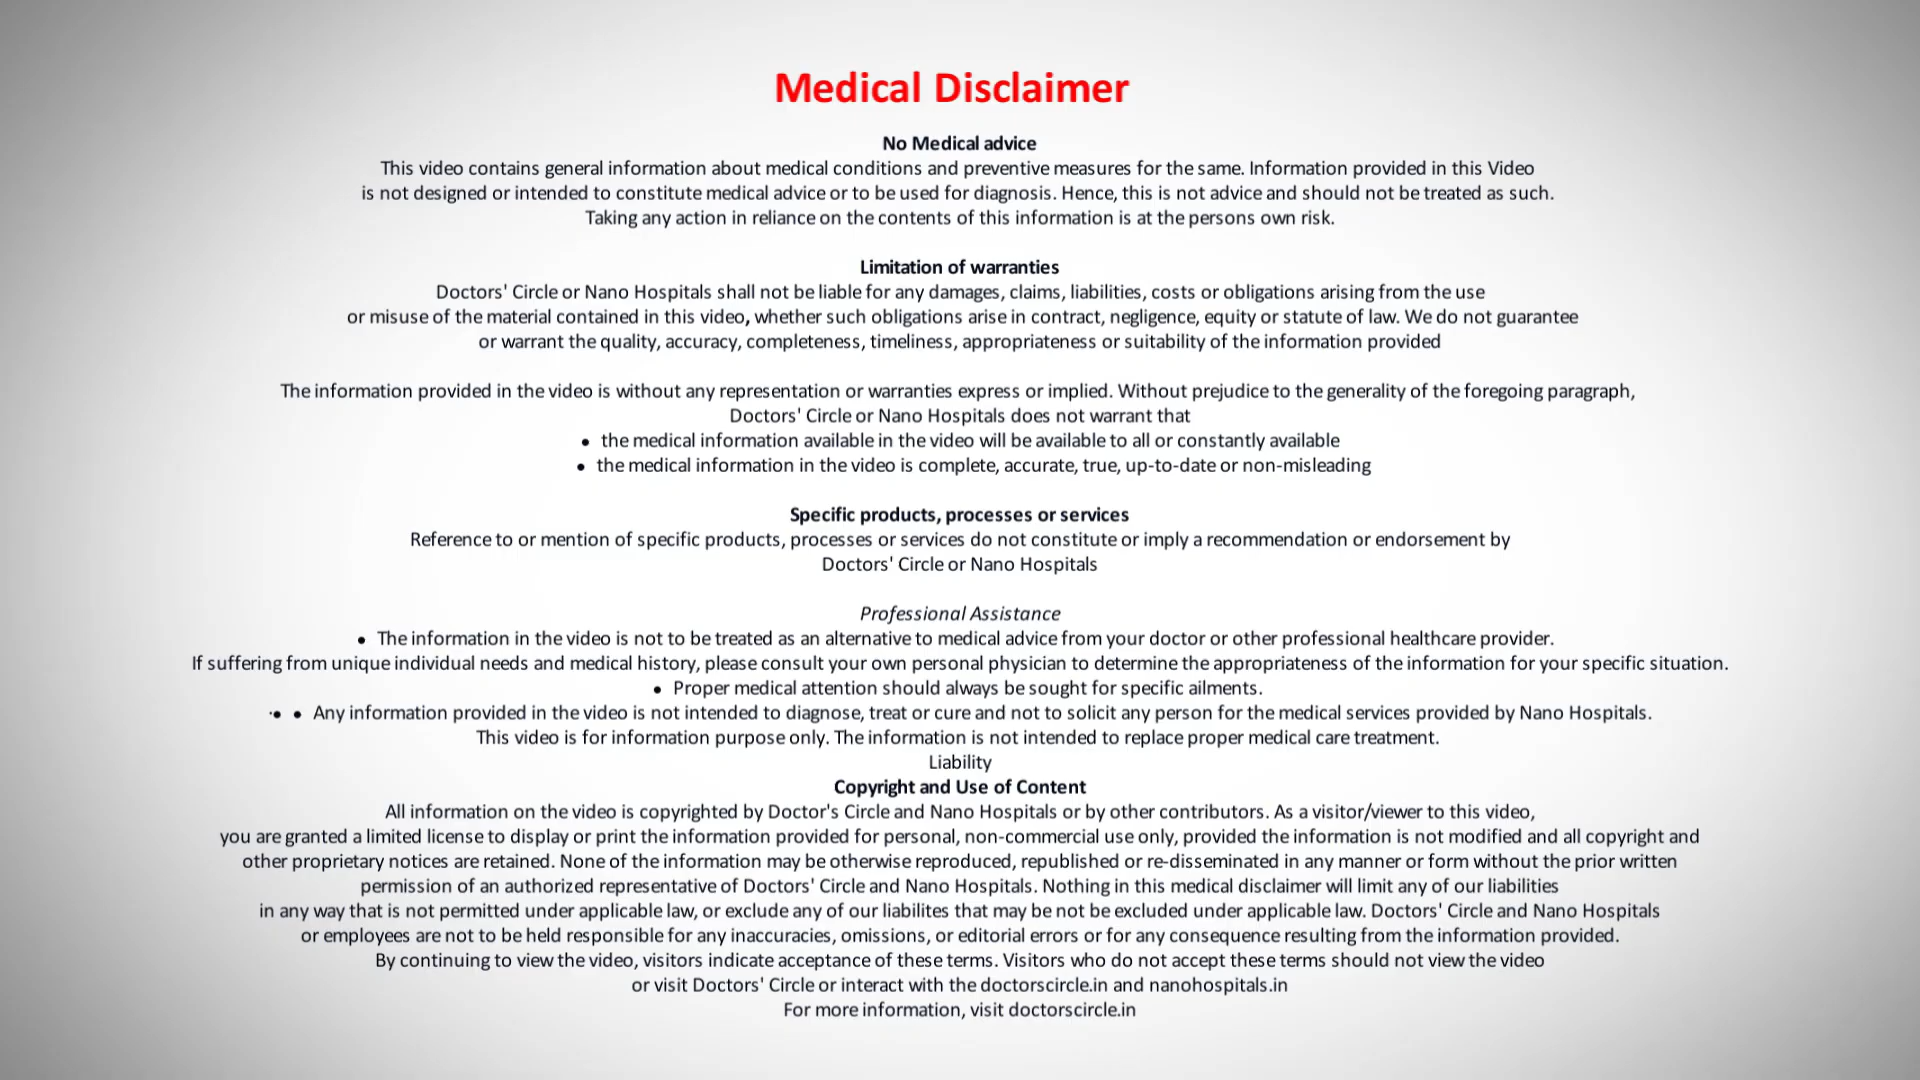 Medical Disclaimer
No Medical advice
This video contains general information about medical conditions and preventive measures for the same. Information provided in this Video
is not designed or intended to constitute medical advice or to be used for diagnosis. Hence, this is not advice and should not be treated as such.
Taking any action in reliance on the contents of this information is at the persons own risk.
Limitation of warranties
Doctors' Circle or Nano Hospitals shall not be liable for any damages, claims, liabilities, costs or obligations arising from the use
or misuse of the material contained in this video, whether such obligations arise in contract, negligence, equity or statute of law. We do not guarantee
or warrant the quality, accuracy, completeness, timeliness, appropriateness or suitability of the information provided
The information provided in the video is without any representation or warranties express or implied. Without prejudice to the generality of the foregoing paragraph,
Doctors' Circle or Nano Hospitals does not warrant that
• the medical information available in the video will be available to all or constantly available
• the medical information in the video is complete, accurate, true, up-to-date or non-misleading
Specific products, processes or services
Reference to or mention of specific products, processes or services do not constitute or imply a recommendation or endorsement by
Doctors' Circle or Nano Hospitals
Professional Assistance
• The information in the video is not to be treated as an alternative to medical advice from your doctor or other professional healthcare provider.
If suffering from unique individual needs and medical history, please consult your own personal physician to determine the appropriateness of the information for your specific situation.
• Proper medical attention should always be sought for specific ailments.
·• • Any information provided in the video is not intended to diagnose, treat or cure and not to solicit any person for the medical services provided by Nano Hospitals.
This video is for information purpose only. The information is not intended to replace proper medical care treatment.
Liability
Copyright and Use of Content
All information on the video is copyrighted by Doctor's Circle and Nano Hospitals or by other contributors. As a visitor/viewer to this video,
you are granted a limited license to display or print the information provided for personal, non-commercial use only, provided the information is not modified and all copyright and
other proprietary notices are retained. None of the information may be otherwise reproduced, republished or re-disseminated in any manner or form without the prior written
permission of an authorized representative of Doctors' Circle and Nano Hospitals. Nothing in this medical disclaimer will limit any of our liabilities
in any way that is not permitted under applicable law, or exclude any of our liabilites that may be not be excluded under applicable law. Doctors' Circle and Nano Hospitals
or employees are not to be held responsible for any inaccuracies, omissions, or editorial errors or for any consequence resulting from the information provided.
By continuing to view the video, visitors indicate acceptance of these terms. Visitors who do not accept these terms should not view the video
or visit Doctors' Circle or interact with the doctorscircle.in and nanohospitals.in
For more information, visit doctorscircle.in